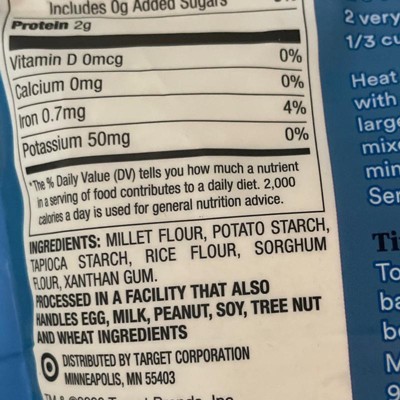 Includes 0g Added Sugars
Protein 2g
Vitamin D 0mcg 0%
Calcium 0mg 0%
Iron 0.7mg 4%
Potassium 50mg 0%
*The % Daily Value (DV) tells you how much a nutrient
in a serving of food contributes to a daily diet. 2,000
calories a day is used for general nutrition advice.
INGREDIENTS: MILLET FLOUR, POTATO STARCH,
TAPIOCA STARCH, RICE FLOUR, SORGHUM
FLOUR, XANTHAN GUM.
PROCESSED IN A FACILITY THAT ALSO
HANDLES EGG, MILK, PEANUT, SOY, TREE NUT
AND WHEAT INGREDIENTS
DISTRIBUTED BY TARGET CORPORATION
MINNEAPOLIS, MN 55403
2 very
1/3 cu
Heat
with
large
mixe
min
Ser
Ti
To
ba
be
M